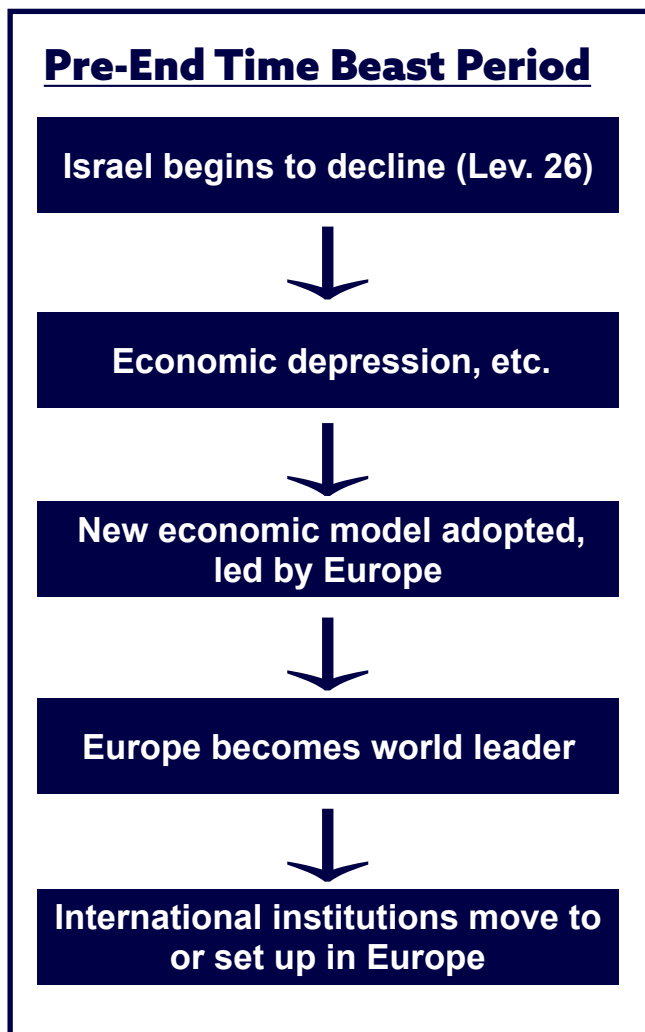 Pre-End Time Beast Period
Israel begins to decline (Lev. 26)
Economic depression, etc.
New economic model adopted,
led by Europe
Europe becomes world leader
International institutions move to
or set up in Europe